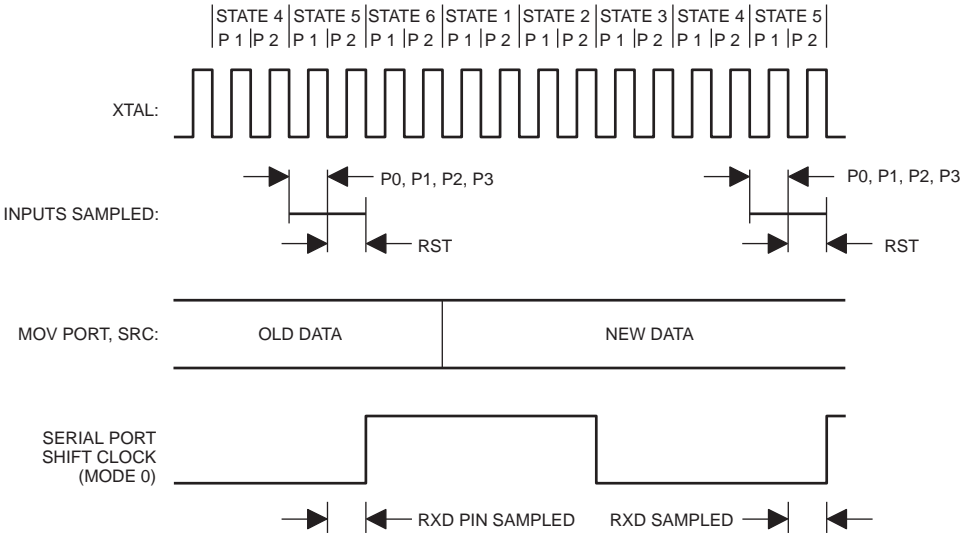 STATE 4 STATE 5 STATE 6 STATE 1 STATE 2 STATE 3 STATE 4 STATE 5
P 1 P 2 P 1 P 2 P 1 P 2 P 1 P 2 P 1 P 2 P 1 P 2 P 1 P 2 P 1 P 2
XTAL:
P0, P1, P2, P3 P0, P1, P2, P3
INPUTS SAMPLED:
RST RST
MOV PORT, SRC: OLD DATA NEW DATA
SERIAL PORT
SHIFT CLOCK
(MODE 0)
RXD PIN SAMPLED RXD SAMPLED